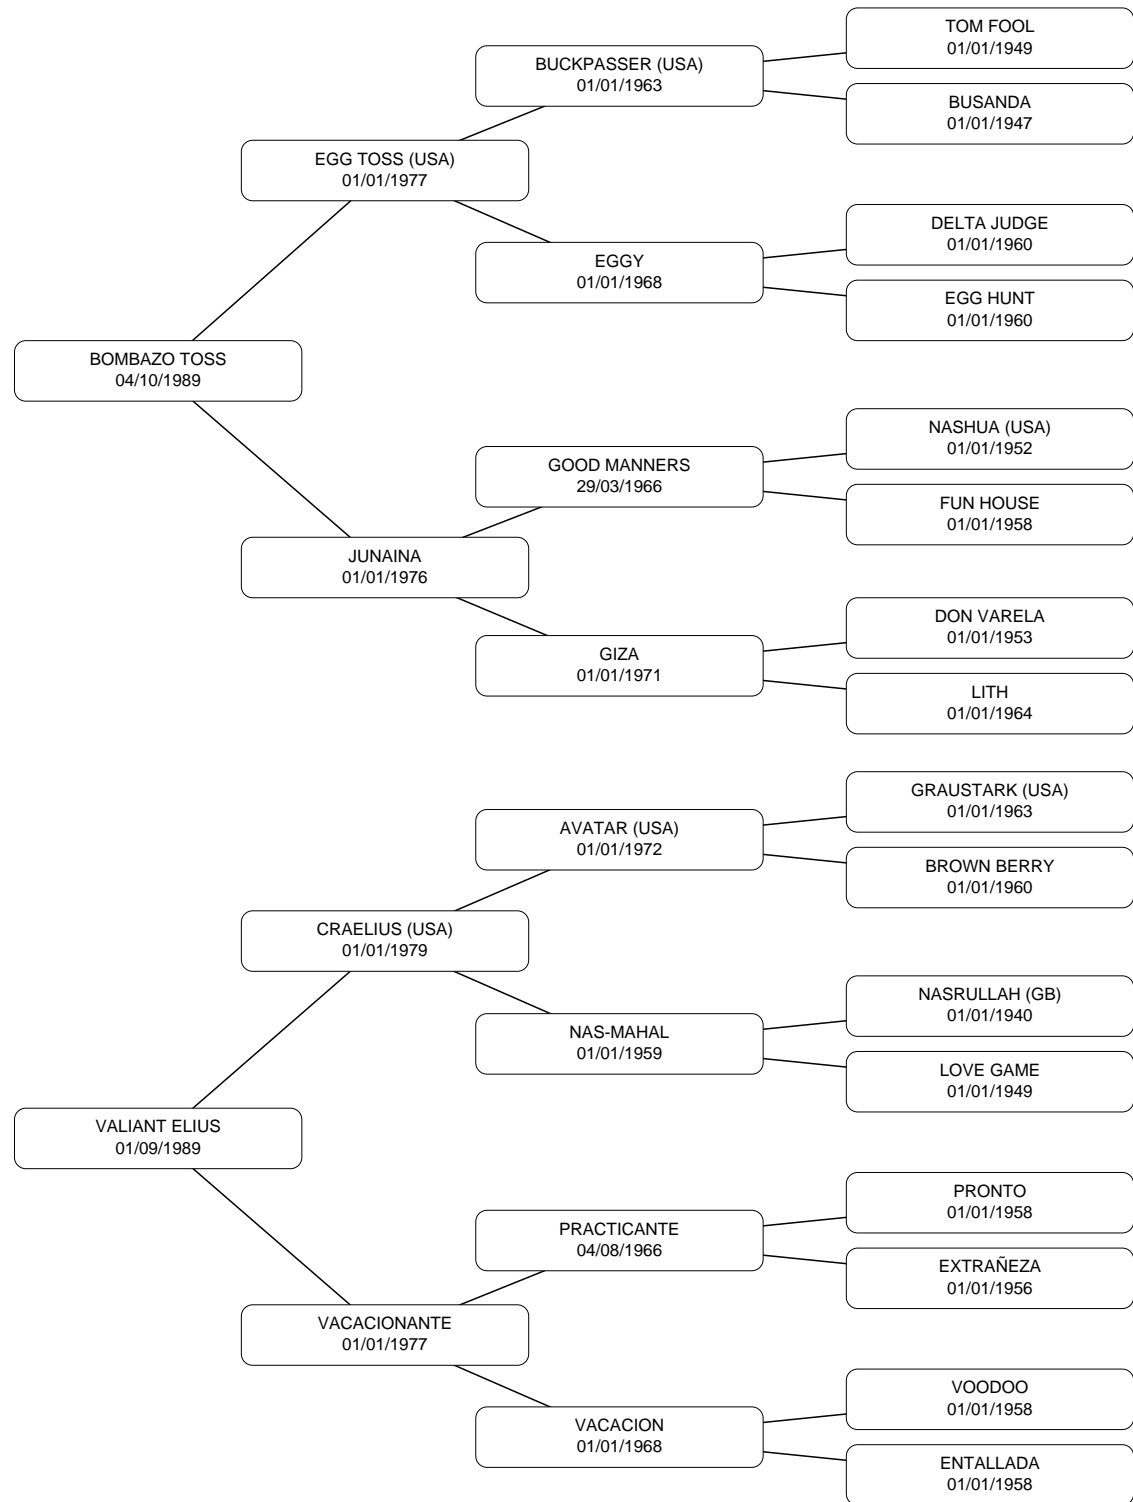 TOM FOOL
01/01/1949
BUCKPASSER (USA)
01/01/1963
BUSANDA
01/01/1947
EGG TOSS (USA)
01/01/1977
DELTA JUDGE
01/01/1960
EGGY
01/01/1968
EGG HUNT
01/01/1960
BOMBAZO TOSS
04/10/1989
NASHUA (USA)
01/01/1952
GOOD MANNERS
29/03/1966
FUN HOUSE
01/01/1958
JUNAINA
01/01/1976
DON VARELA
01/01/1953
GIZA
01/01/1971
LITH
01/01/1964
GRAUSTARK (USA)
01/01/1963
AVATAR (USA)
01/01/1972
BROWN BERRY
01/01/1960
CRAELIUS (USA)
01/01/1979
NASRULLAH (GB)
01/01/1940
NAS-MAHAL
01/01/1959
LOVE GAME
01/01/1949
VALIANT ELIUS
01/09/1989
PRONTO
01/01/1958
PRACTICANTE
04/08/1966
EXTRAÑEZA
01/01/1956
VACACIONANTE
01/01/1977
VOODOO
01/01/1958
VACACION
01/01/1968
ENTALLADA
01/01/1958